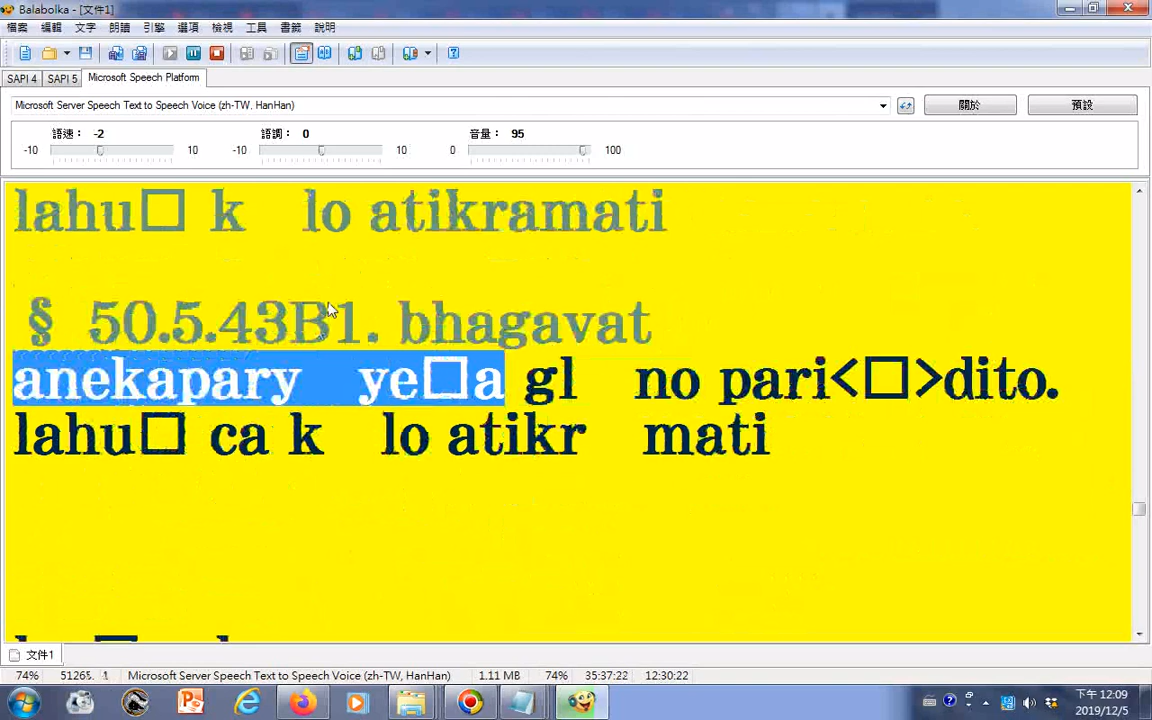 Balabolka - [文件1]
檔案 編輯 文字 朗讀 引擎 選項 檢視 工具 書籤 說明
SAPI 4 SAPI 5 Microsoft Speech Platform
Microsoft Server Speech Text to Speech Voice (zh-TW, HanHan) 關於 預設
語速： -2 語調： 0 音量： 95
-10 10 -10 10 0 100
lahu□ k lo atikramati
§ 50.5.43B1. bhagavat
anekapary ye□a gl no pari<□>dito.
lahu□ ca k lo atikr mati
文件1
74% Microsoft Server Speech Text to Speech Voice (zh-TW, HanHan) 1.11 MB 74% 35:37:22 12:30:22
下午 12:09
2019/12/5